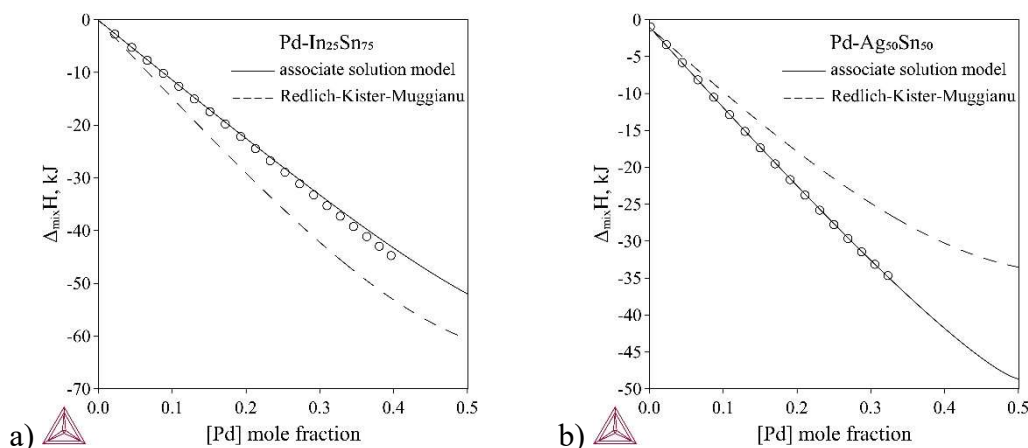 Pd-In₂₅Sn₇₅
associate solution model
Redlich-Kister-Muggianu
0
-10
-20
-30
-40
-50
-60
-70
ΔmixH, kJ
0.0 0.1 0.2 0.3 0.4 0.5
[Pd] mole fraction
a)
Pd-Ag₅₀Sn₅₀
associate solution model
Redlich-Kister-Muggianu
0
-5
-10
-15
-20
-25
-30
-35
-40
-45
-50
ΔmixH, kJ
0.0 0.1 0.2 0.3 0.4 0.5
[Pd] mole fraction
b)